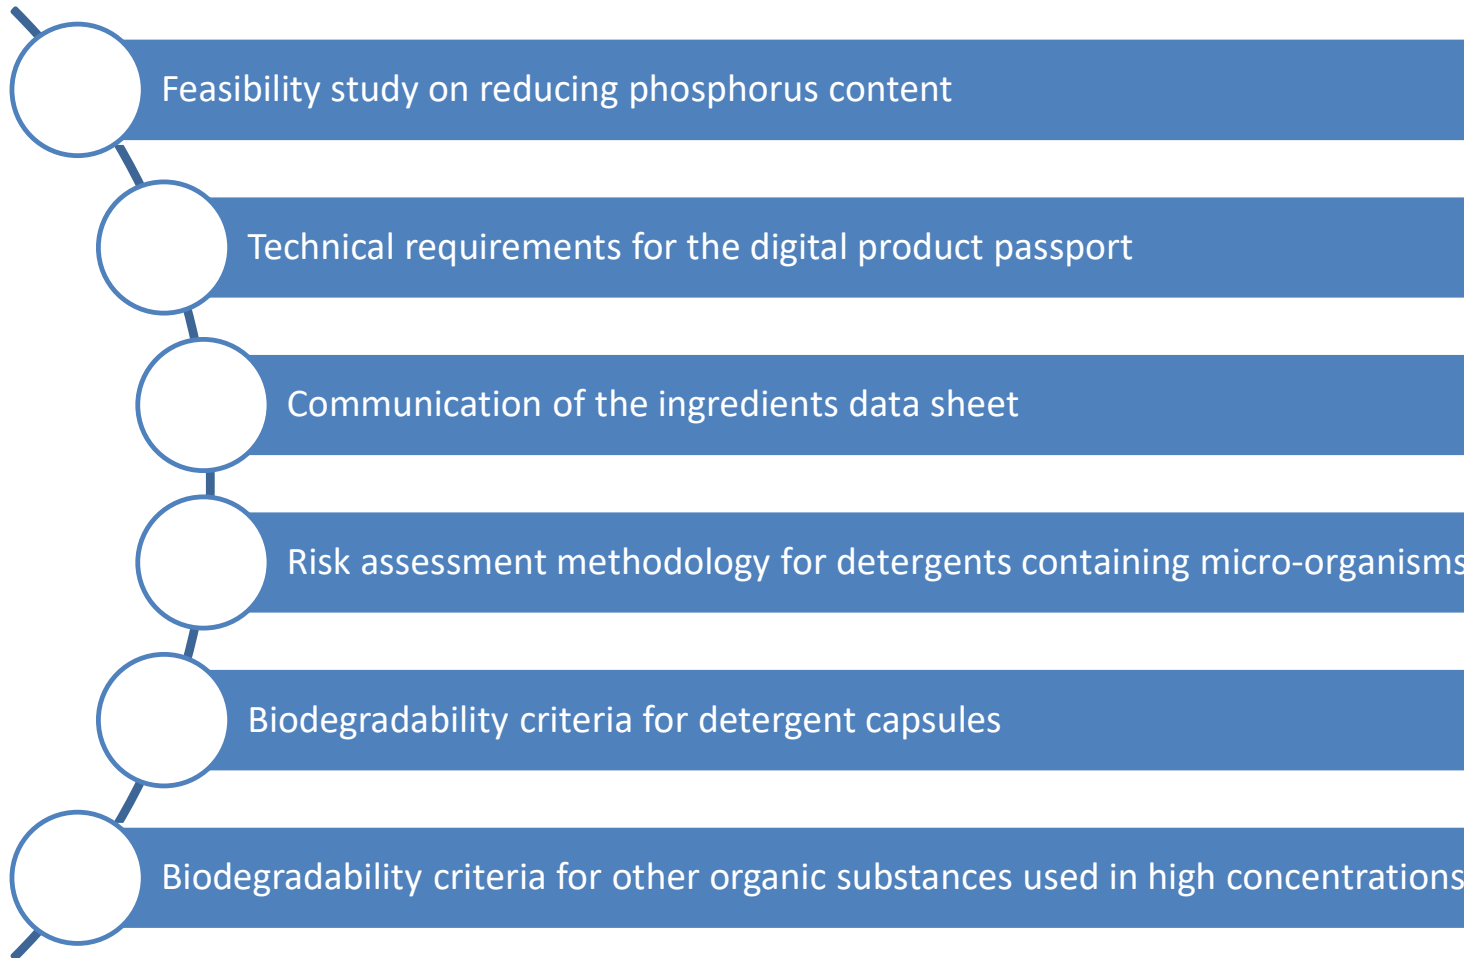 Feasibility study on reducing phosphorus content
Technical requirements for the digital product passport
Communication of the ingredients data sheet
Risk assessment methodology for detergents containing micro-organisms
Biodegradability criteria for detergent capsules
Biodegradability criteria for other organic substances used in high concentrations